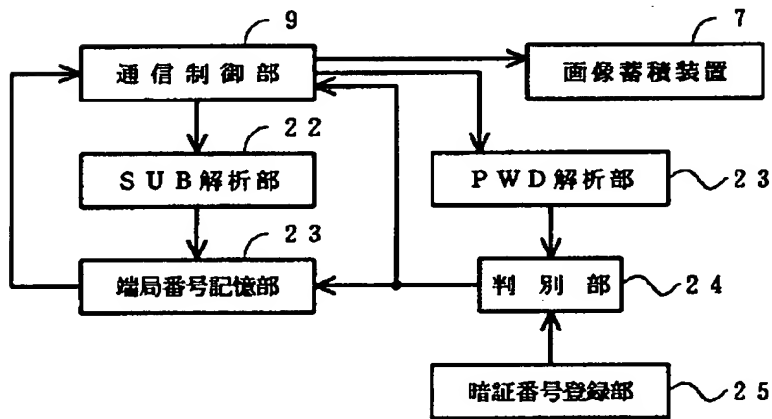 9
7
通信制御部
画像蓄積装置
22
SUB解析部
PWD解析部
23
23
端局番号記憶部
判別部
24
暗証番号登録部
25